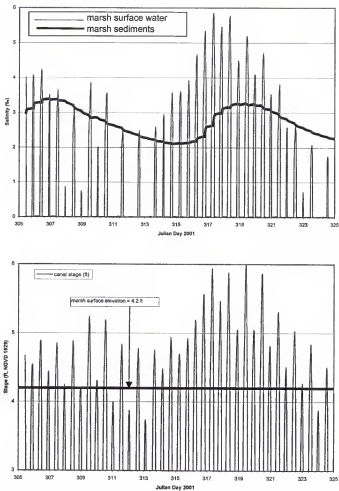 marsh surface water
marsh sediments
6
5
4
3
2
1
0
Salinity (‰)
305 307 309 311 313 315 317 319 321 323 325
Julian Day 2001
6
5
4
3
Stage (ft, NGVD 1929)
canal stage (ft)
marsh surface elevation = 4.2 ft
305 307 309 311 313 315 317 319 321 323 325
Julian Day 2001